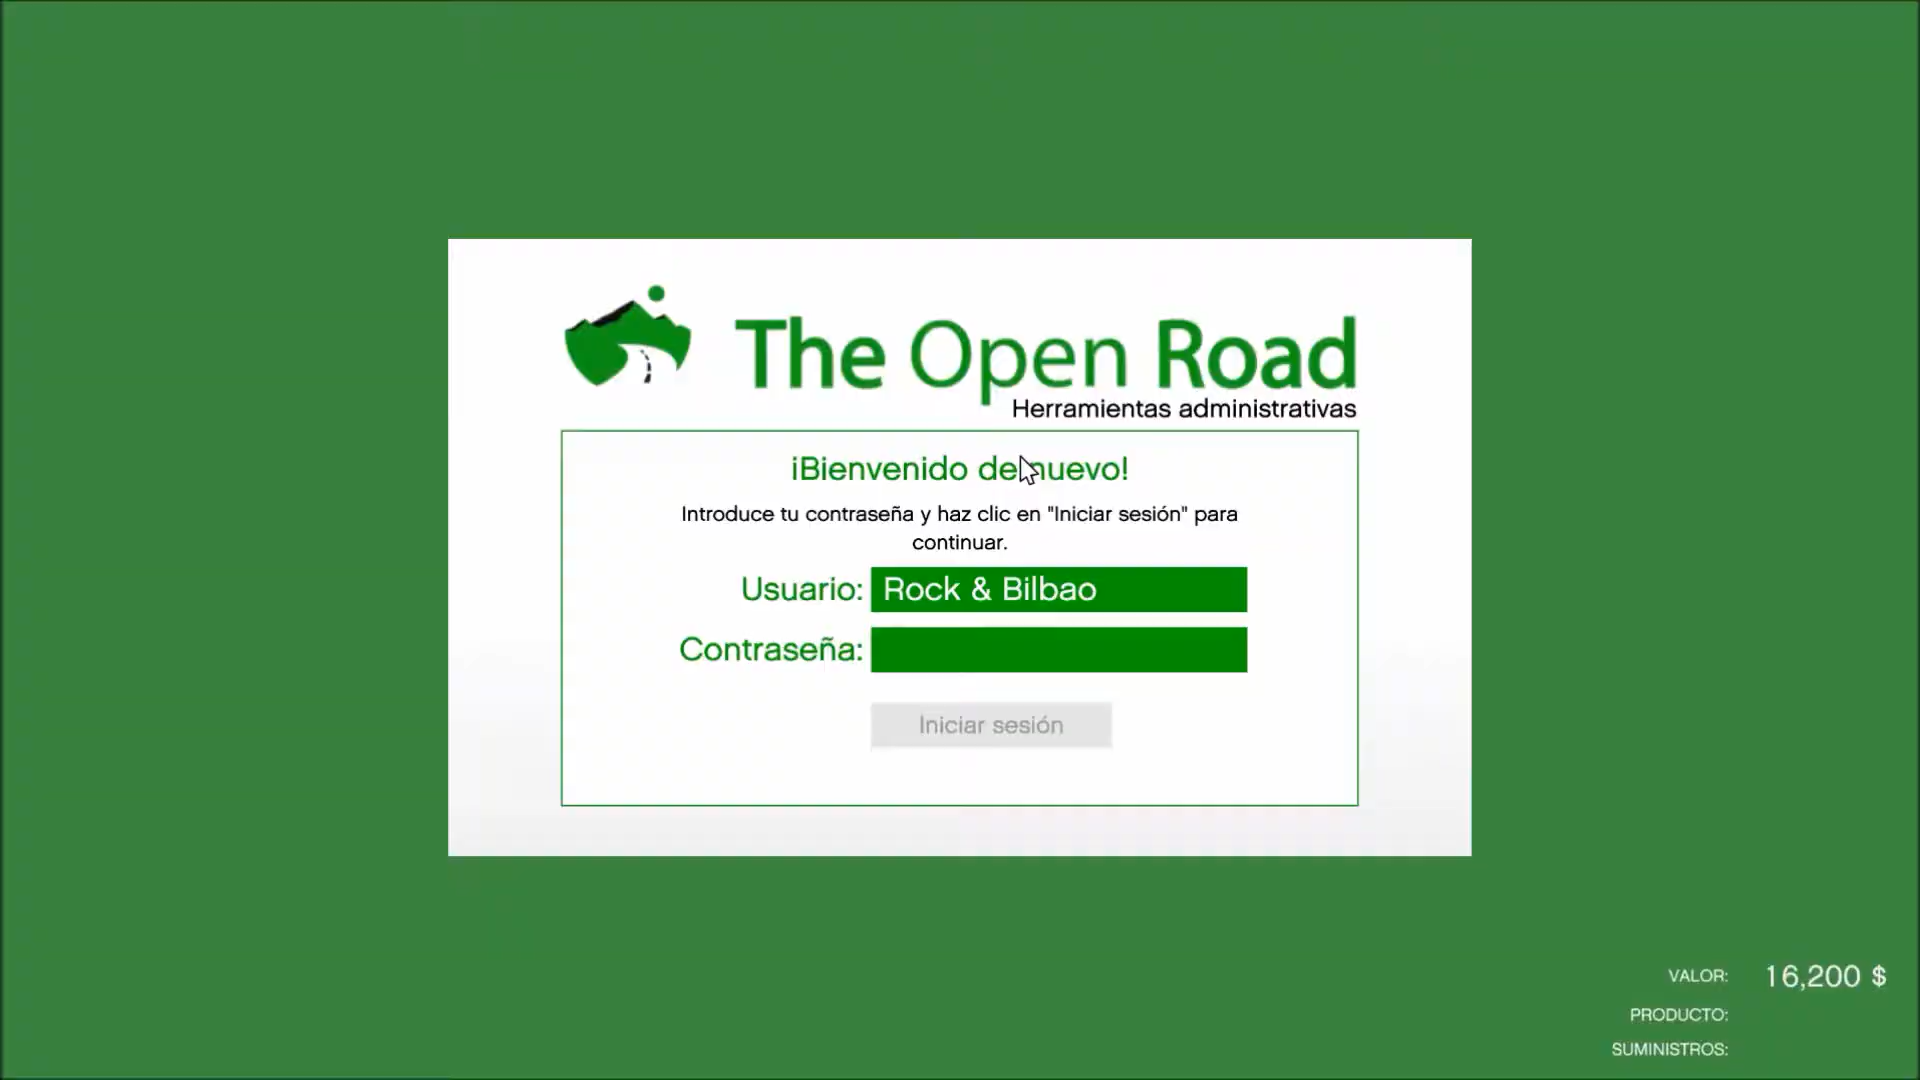 The Open Road
Herramientas administrativas
¡Bienvenido de nuevo!
Introduce tu contraseña y haz clic en "Iniciar sesión" para
continuar.
Usuario: Rock & Bilbao
Contraseña:
Iniciar sesión
VALOR: 16,200 $
PRODUCTO:
SUMINISTROS: